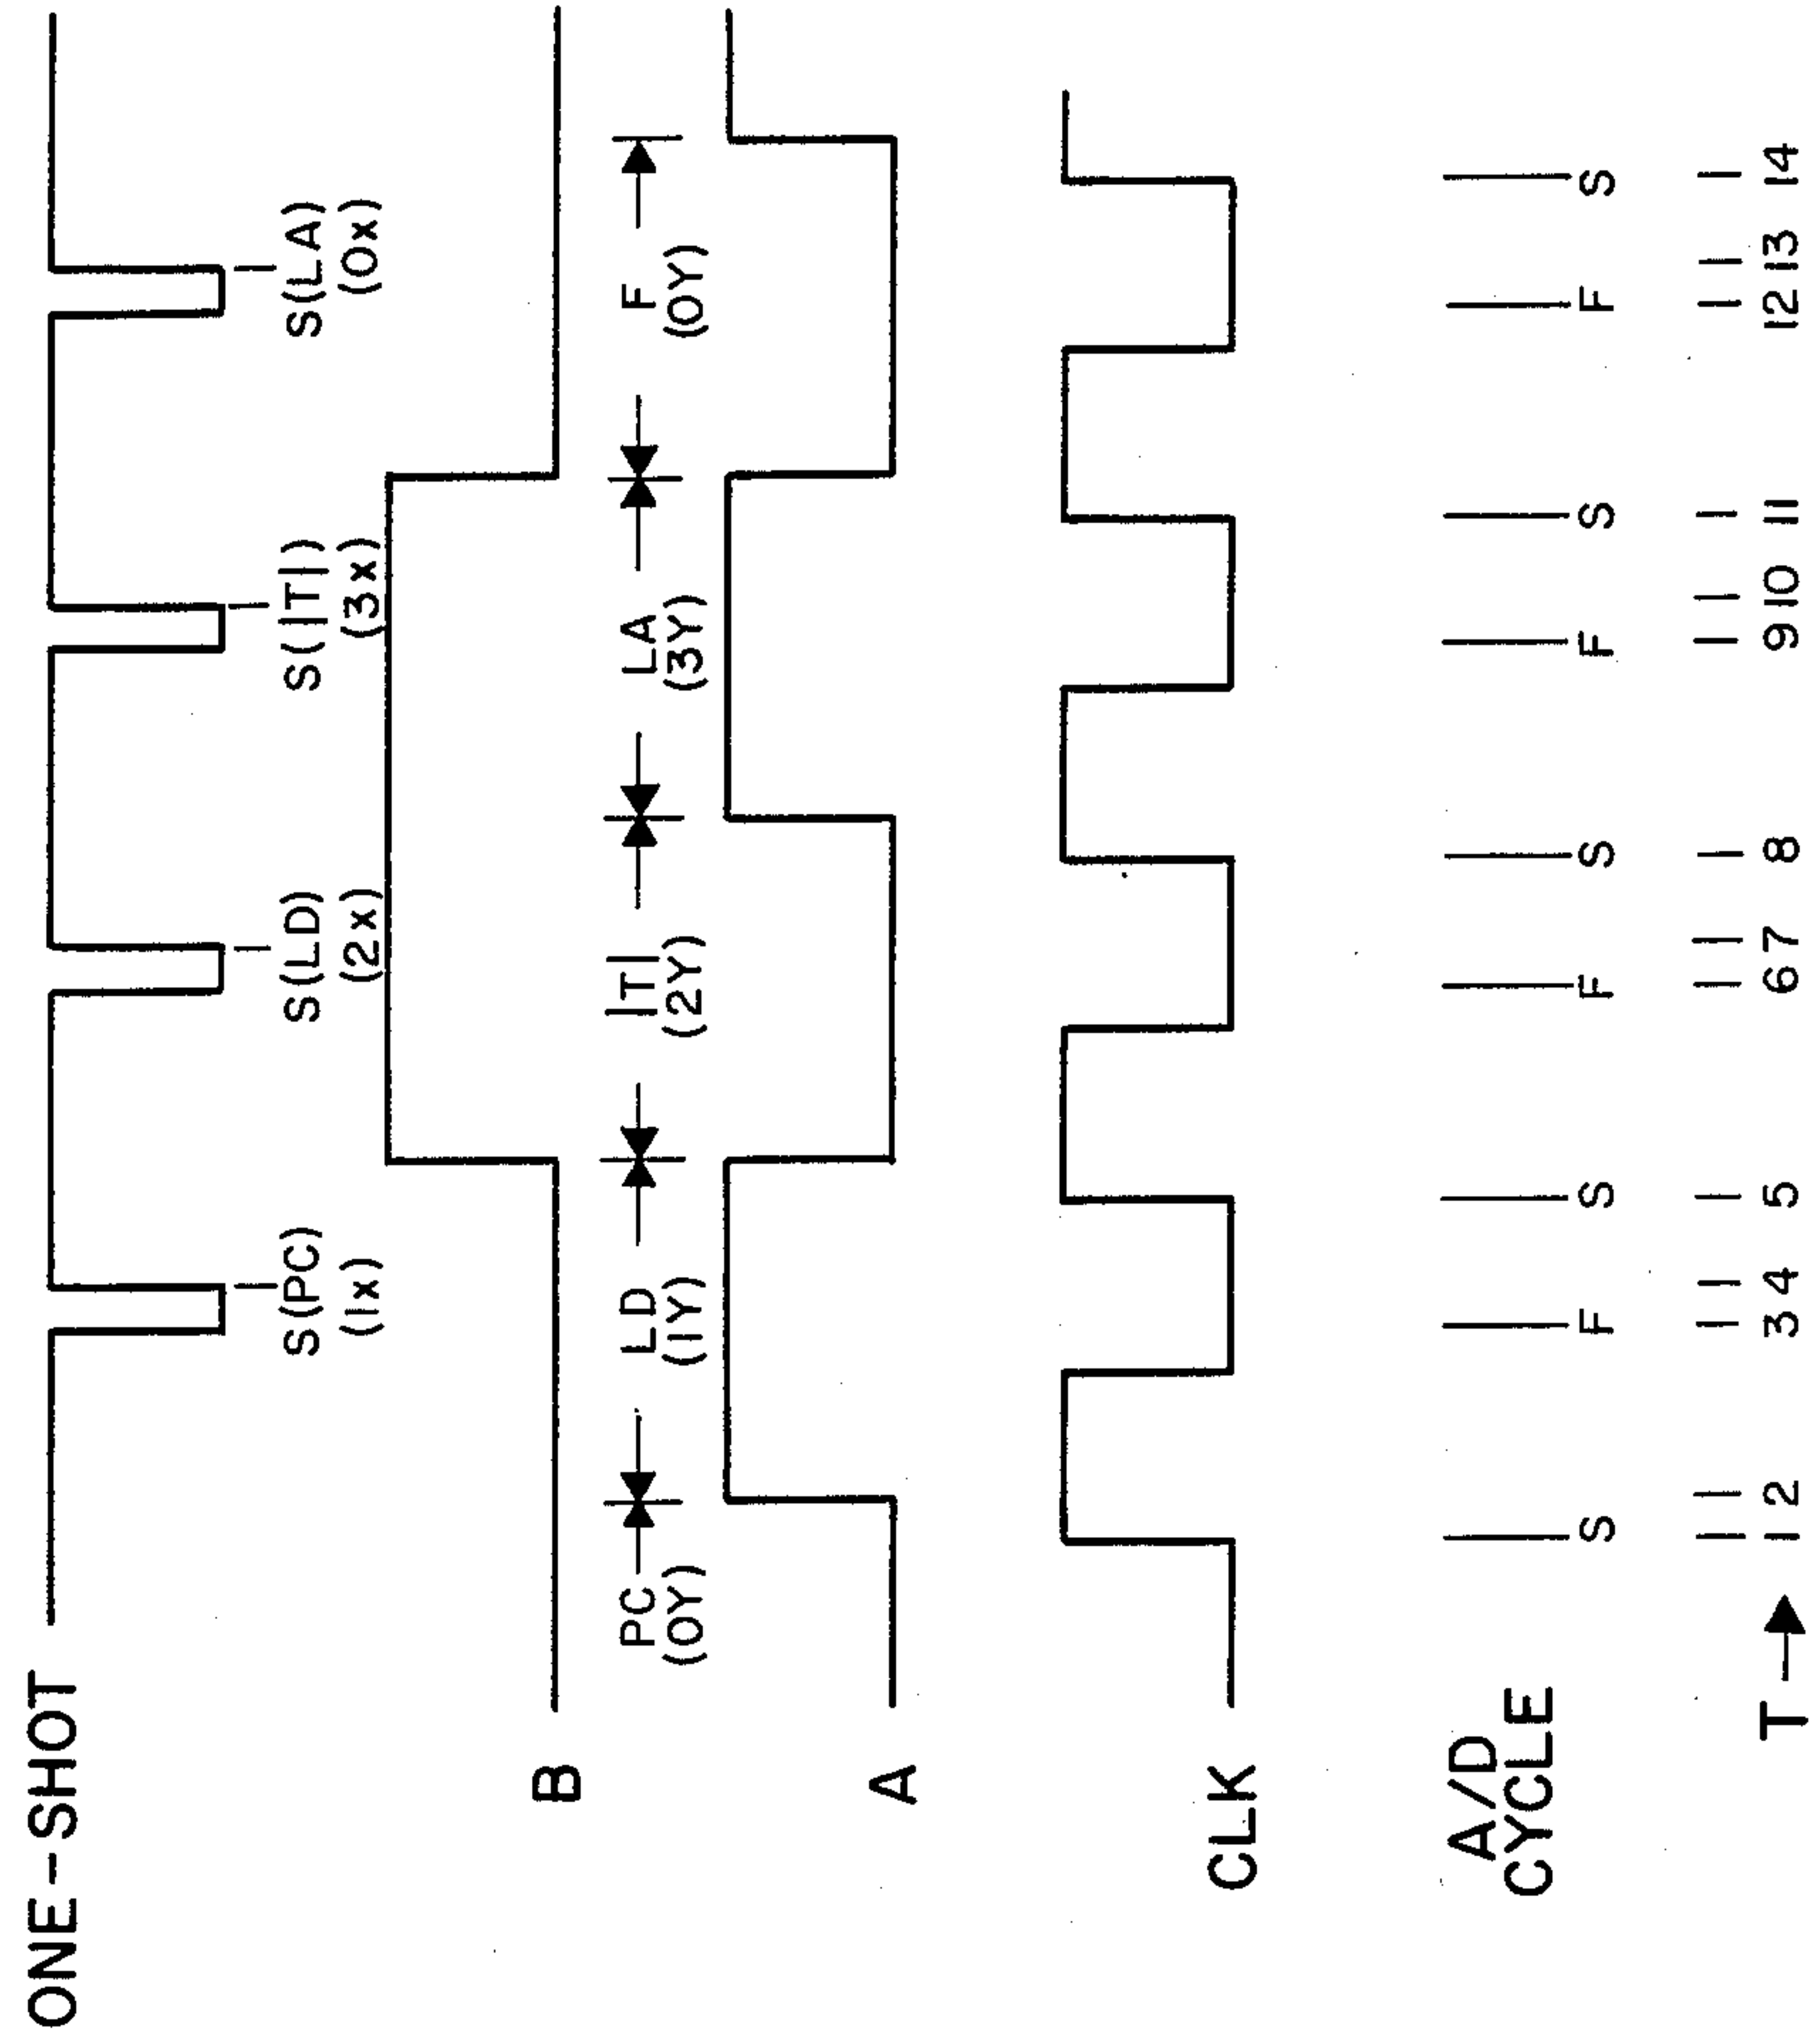 ONE-SHOT
S(PC)
(1x)
S(LD)
(2x)
S(|T|)
(3x)
S(LA)
(0x)
B
PC
(0Y)
LD
(1Y)
|T|
(2Y)
LA
(3Y)
F
(0Y)
A
CLK
A/D
CYCLE
S F S F S F S F S
T 1 2 3 4 5 6 7 8 9 10 11 12 13 14